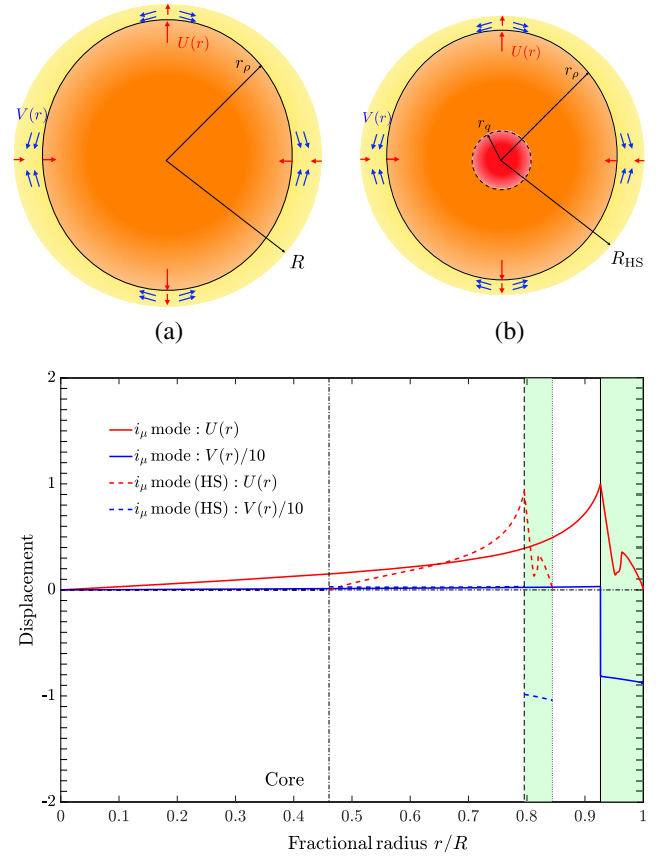 U(r)
r_ρ
V(r)
R
(a)
U(r)
r_ρ
V(r)
r_q
R_HS
(b)
2
1
0
-1
-2
Displacement
i_μ mode : U(r)
i_μ mode : V(r)/10
i_μ mode (HS) : U(r)
i_μ mode (HS) : V(r)/10
Core
0 0.1 0.2 0.3 0.4 0.5 0.6 0.7 0.8 0.9 1
Fractional radius r/R